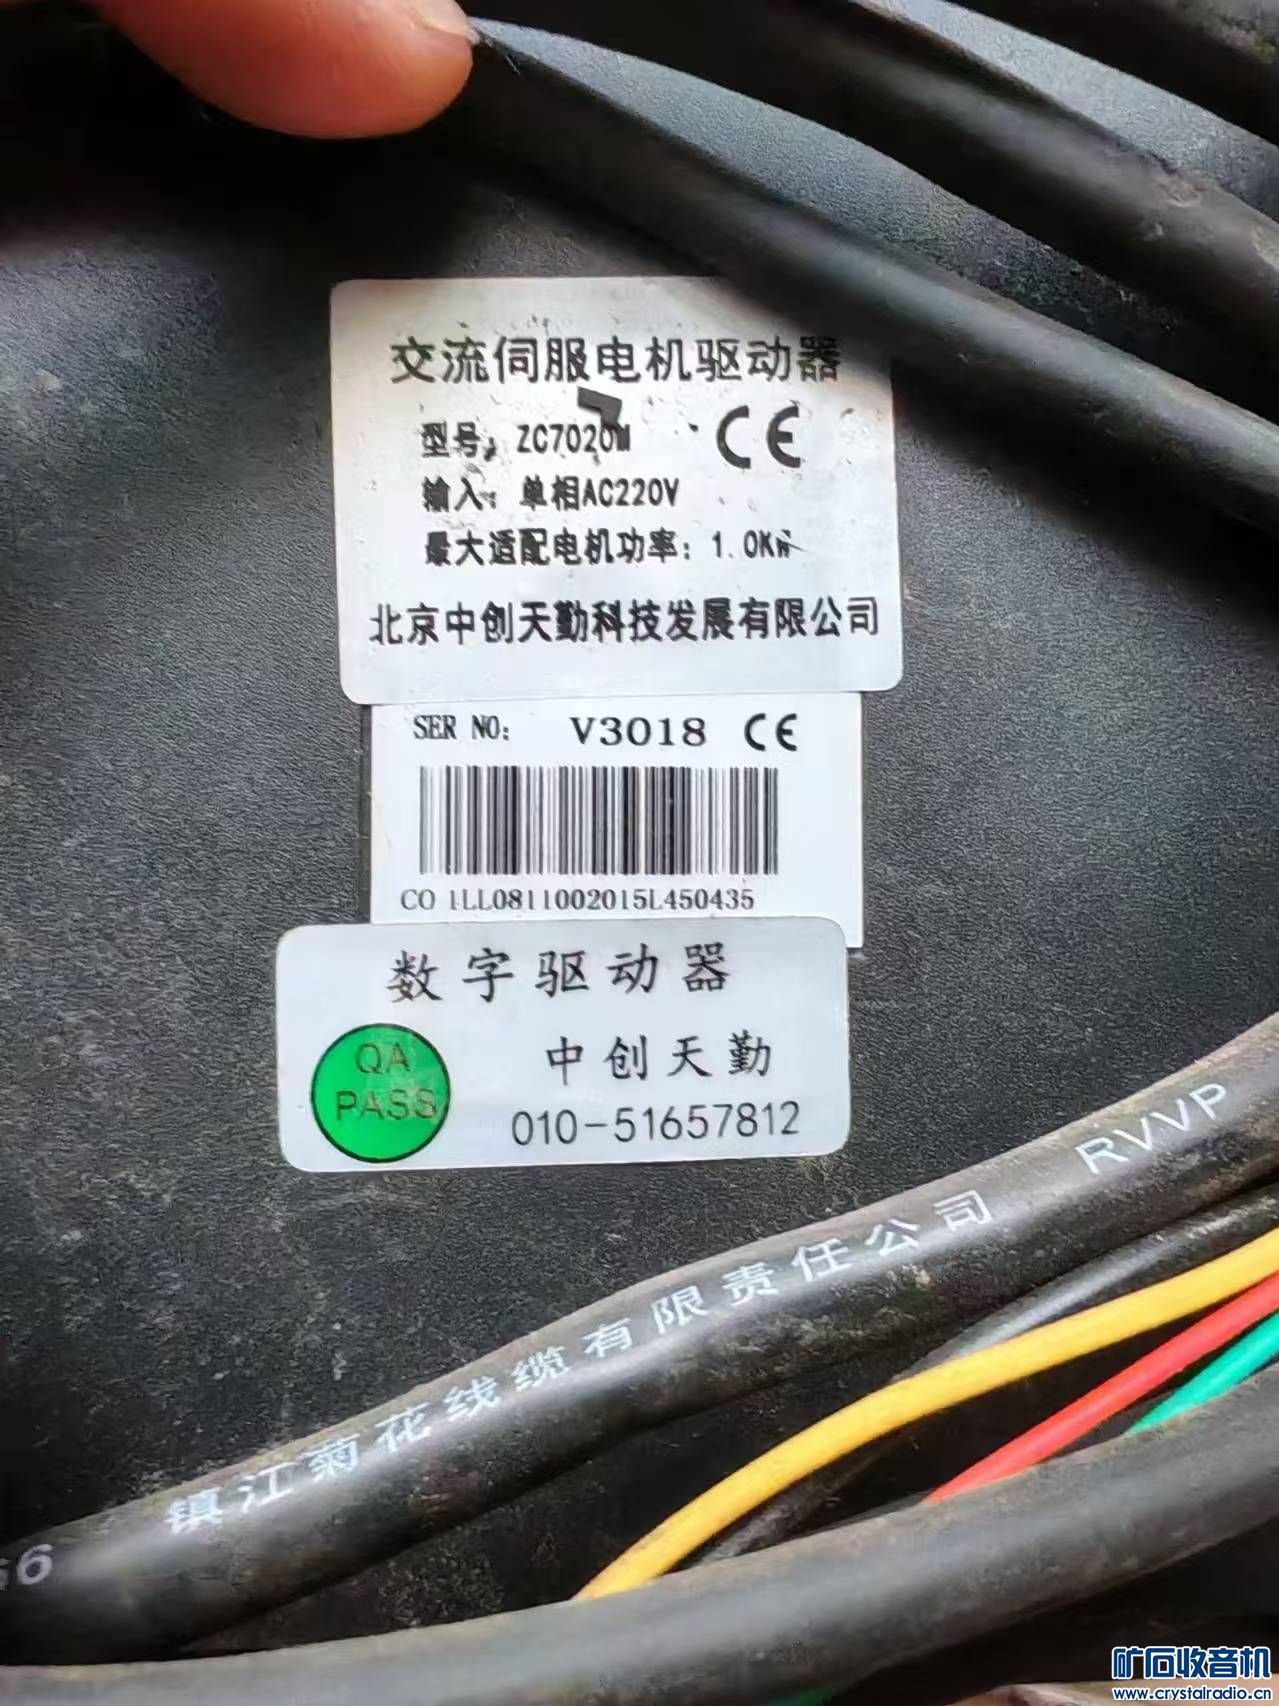 交流伺服电机驱动器
型号: ZC7020M CE
输入: 单相AC220V
最大适配电机功率: 1.0KW
北京中创天勤科技发展有限公司
SER NO: V3018 CE
CO 1LL0811002015L450435
数字驱动器
QA PASS
中创天勤
010-51657812
镇江菊花线缆有限责任公司 RVVP
矿石收音机
www.crystalradio.cn